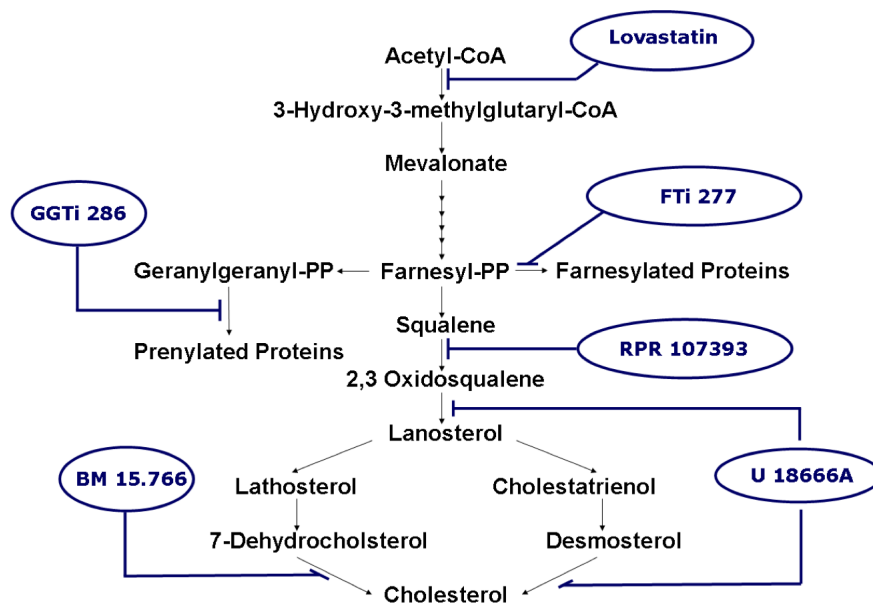 Lovastatin
Acetyl-CoA
3-Hydroxy-3-methylglutaryl-CoA
Mevalonate
GGTi 286
FTi 277
Geranylgeranyl-PP
Farnesyl-PP
Farnesylated Proteins
Squalene
Prenylated Proteins
RPR 107393
2,3 Oxidosqualene
Lanosterol
BM 15.766
U 18666A
Lathosterol
Cholestatrienol
7-Dehydrocholsterol
Desmosterol
Cholesterol